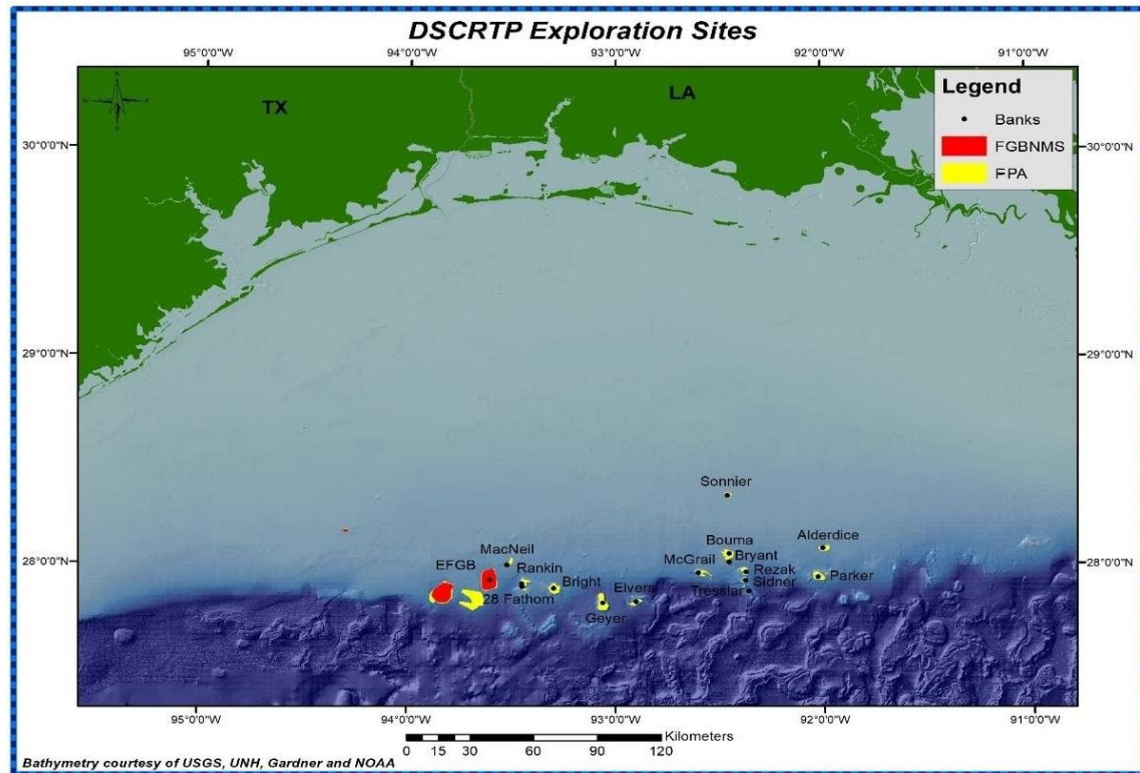 DSCRTP Exploration Sites
95°0'0"W 94°0'0"W 93°0'0"W 92°0'0"W 91°0'0"W
N
TX
LA
Legend
Banks
FGBNMS
EPA
30°0'0"N 30°0'0"N
29°0'0"N 29°0'0"N
Sonnier
Bouma
Alderdice
28°0'0"N 28°0'0"N
MacNeil
Bryant
EFGB
Rankin
McGrail
Rezak
Bright
Sidner
Parker
28 Fathom
Elvers
Tresslar
Geyer
95°0'0"W 94°0'0"W 93°0'0"W 92°0'0"W 91°0'0"W
Kilometers
0 15 30 60 90 120
Bathymetry courtesy of USGS, UNH, Gardner and NOAA